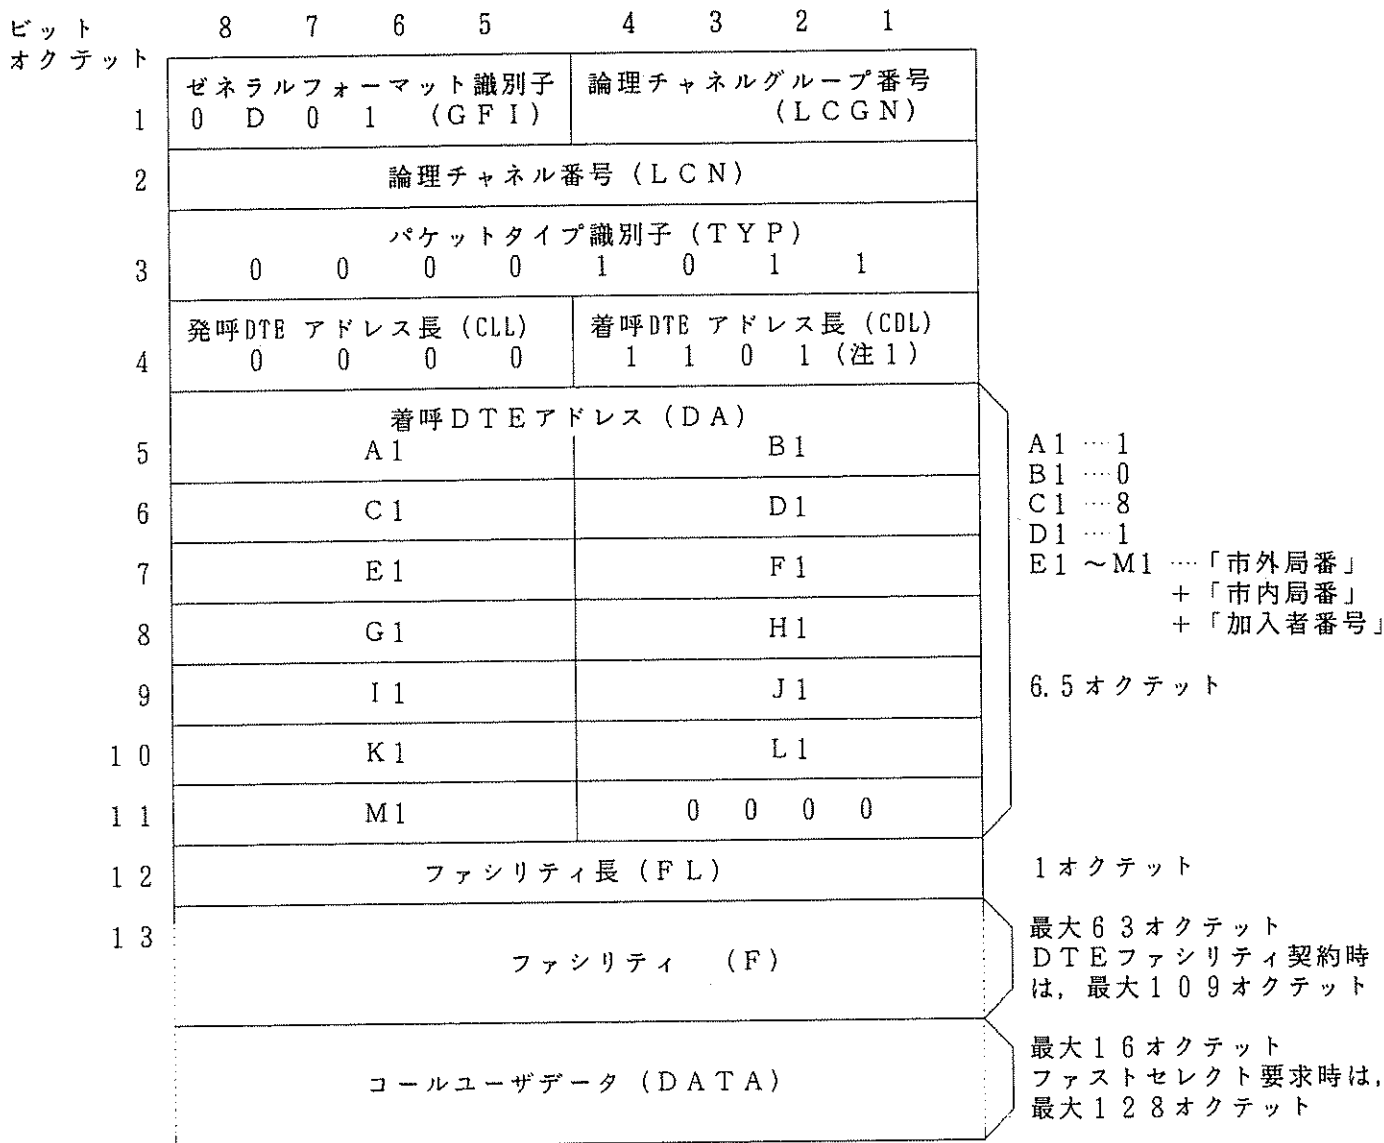 ビット 8 7 6 5 4 3 2 1
オクテット
ゼネラルフォーマット識別子 論理チャネルグループ番号
1 0 D 0 1 (GFI) (LCGN)
2 論理チャネル番号(LCN)
パケットタイプ識別子(TYP)
3 0 0 0 0 1 0 1 1
発呼DTE アドレス長(CLL) 着呼DTE アドレス長(CDL)
4 0 0 0 0 1 1 0 1(注1)
着呼DTEアドレス(DA)
5 A1 B1
6 C1 D1
7 E1 F1
8 G1 H1
9 I1 J1
10 K1 L1
11 M1 0 0 0 0
A1 ‥‥1
B1 ‥‥0
C1 ‥‥8
D1 ‥‥1
E1 ~M1 ‥‥「市外局番」
+「市内局番」
+「加入者番号」
6.5オクテット
12 ファシリティ長(FL) 1オクテット
13
ファシリティ (F)
最大63オクテット
DTEファシリティ契約時
は,最大109オクテット
コールユーザデータ(DATA)
最大16オクテット
ファストセレクト要求時は,
最大128オクテット